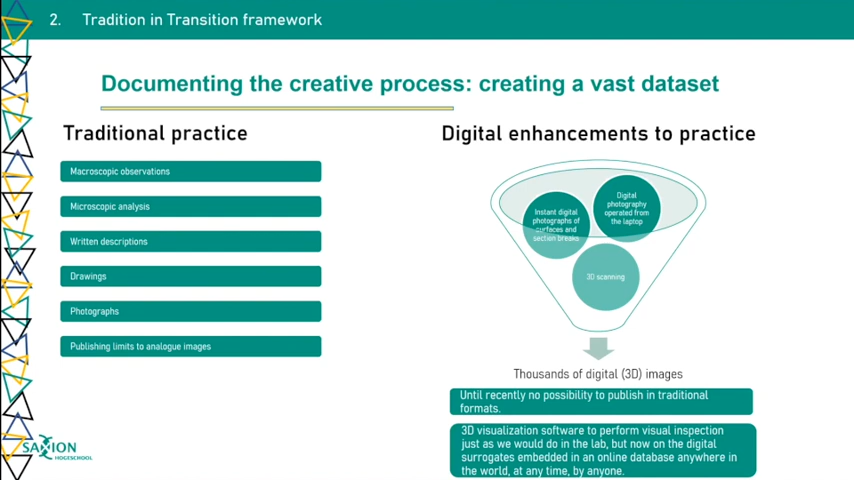 2. Tradition in Transition framework
Documenting the creative process: creating a vast dataset
Traditional practice
Macroscopic observations
Microscopic analysis
Written descriptions
Drawings
Photographs
Publishing limits to analogue images
Digital enhancements to practice
Instant digital
photographs of
surfaces and
section breaks
Digital
photography
operated from
the laptop
3D scanning
Thousands of digital (3D) images
Until recently no possibility to publish in traditional
formats.
3D visualization software to perform visual inspection
just as we would do in the lab, but now on the digital
surrogates embedded in an online database anywhere in
the world, at any time, by anyone.
SAXION
HOGESCHOOL